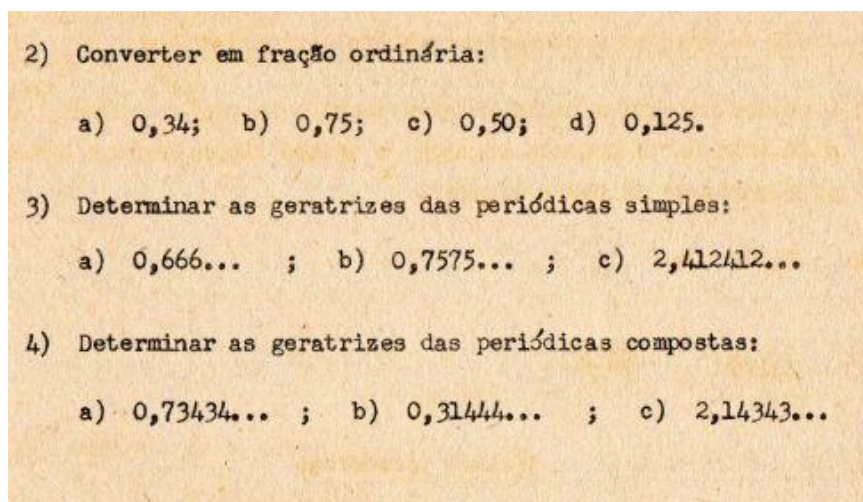 2) Converter em fração ordinária:
a) 0,34; b) 0,75; c) 0,50; d) 0,125.
3) Determinar as geratrizes das periódicas simples:
a) 0,666... ; b) 0,7575... ; c) 2,412412...
4) Determinar as geratrizes das periódicas compostas:
a) 0,73434... ; b) 0,31444... ; c) 2,14343...